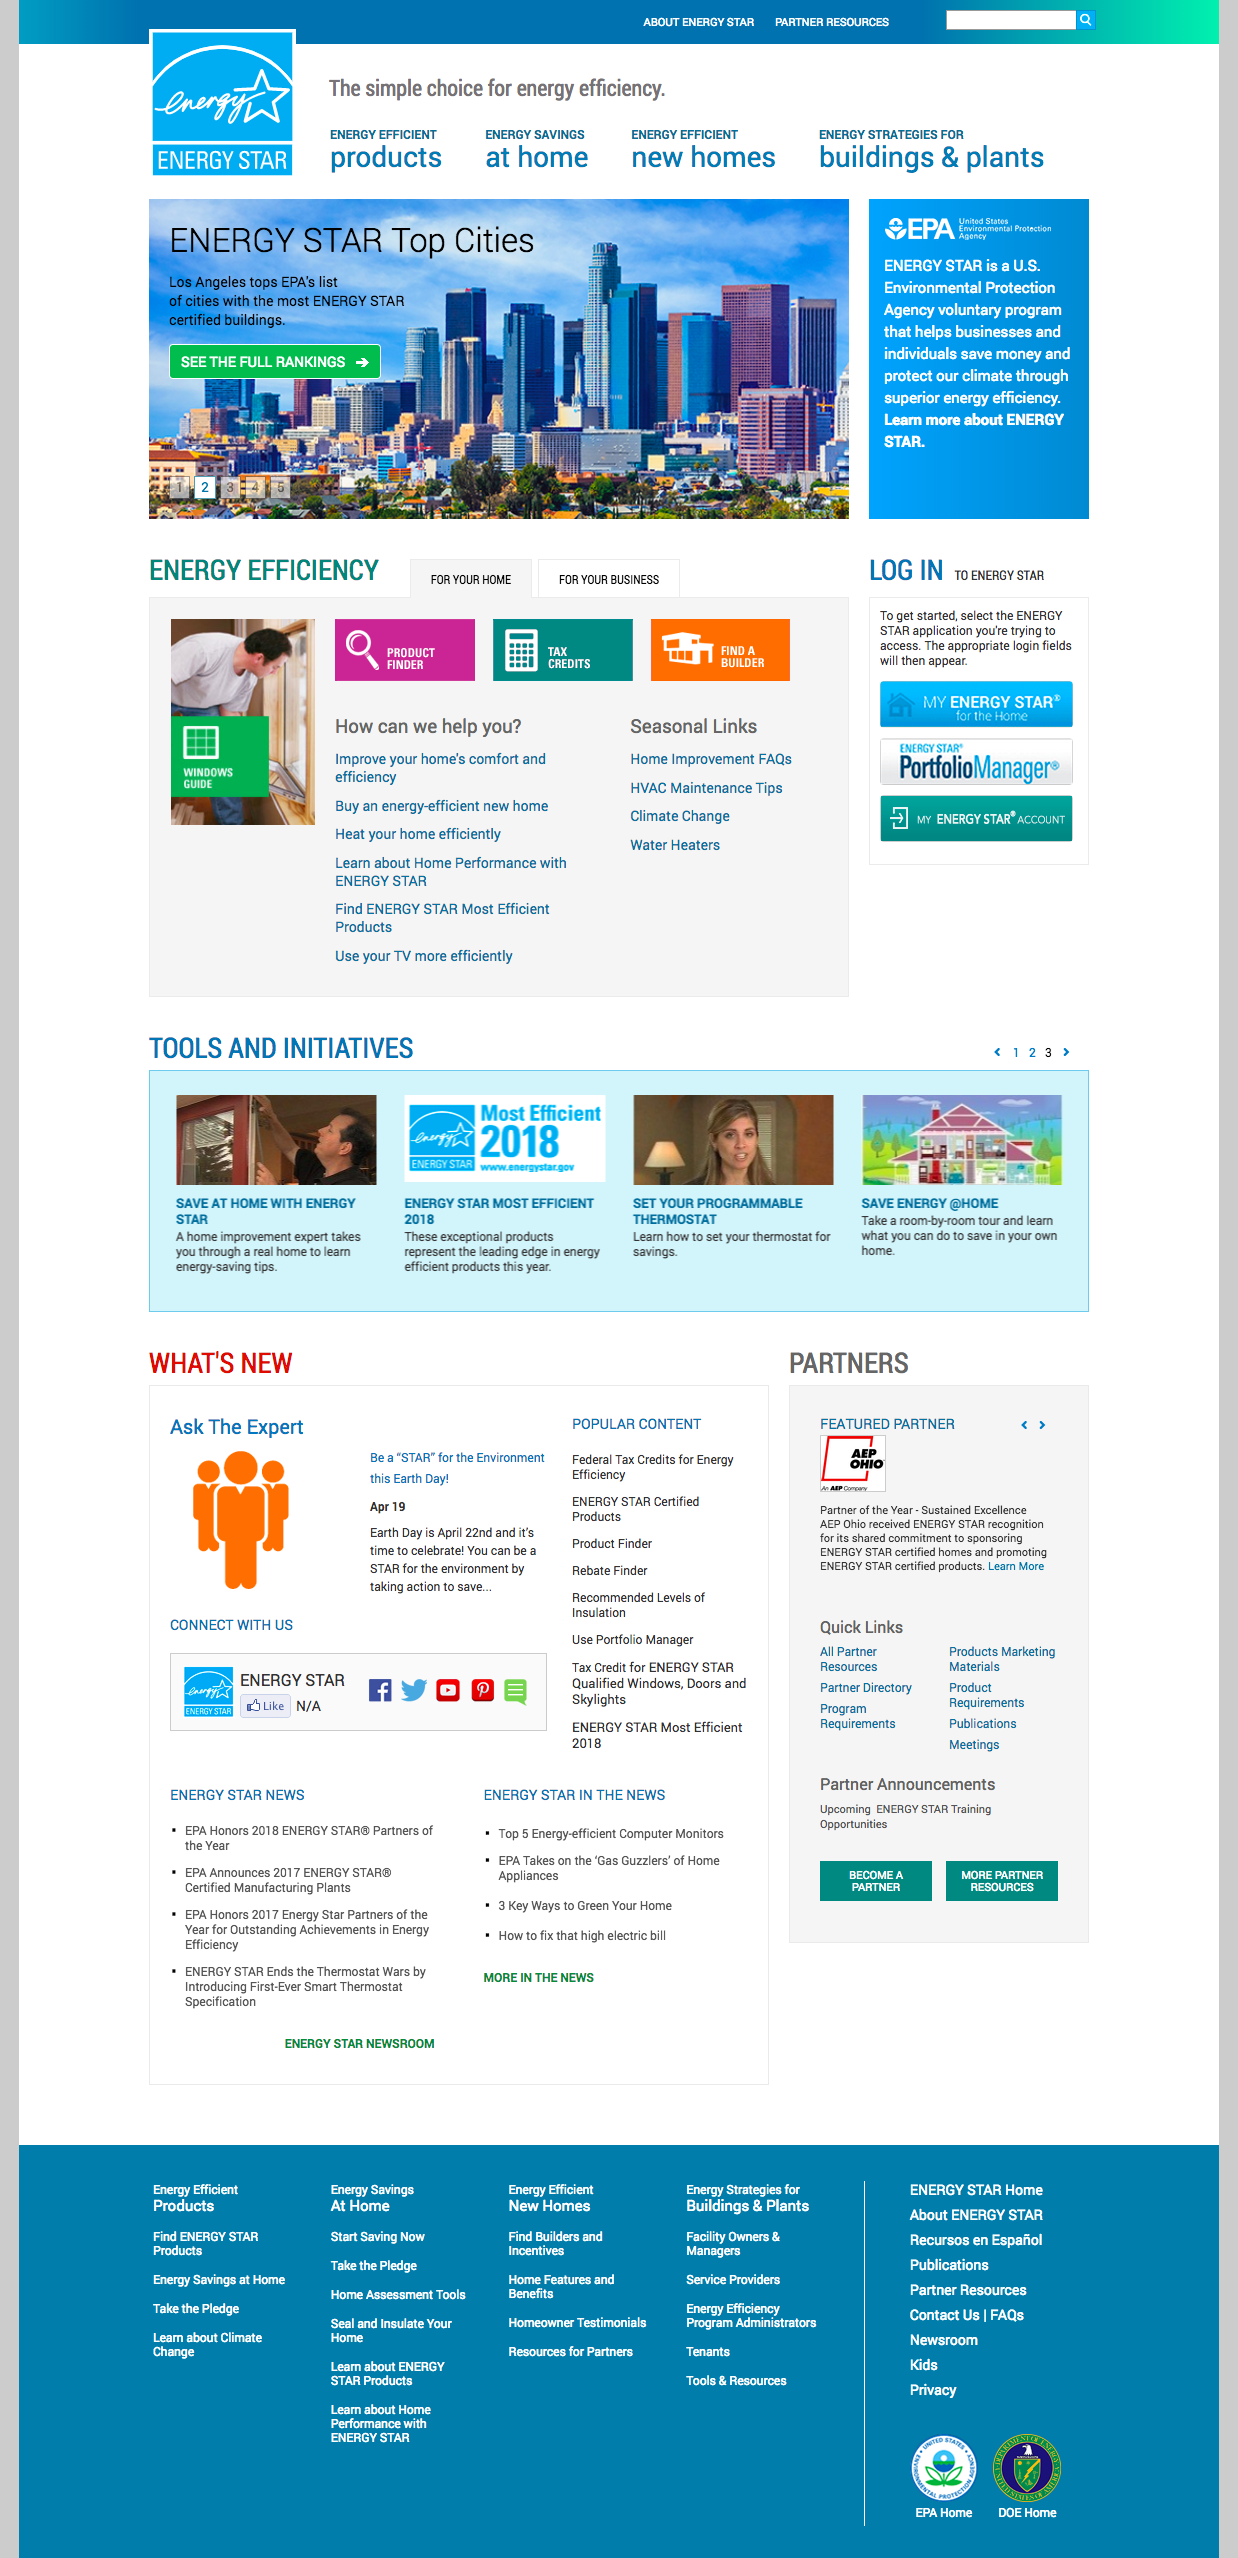 ABOUT ENERGY STAR
PARTNER RESOURCES
energy
ENERGY STAR
The simple choice for energy efficiency.
ENERGY EFFICIENT
products
ENERGY SAVINGS
at home
ENERGY EFFICIENT
new homes
ENERGY STRATEGIES FOR
buildings & plants
ENERGY STAR Top Cities
Los Angeles tops EPA's list
of cities with the most ENERGY STAR
certified buildings.
SEE THE FULL RANKINGS
1 2 3 4 5
EPA United States
Environmental Protection
Agency
ENERGY STAR is a U.S.
Environmental Protection
Agency voluntary program
that helps businesses and
individuals save money and
protect our climate through
superior energy efficiency.
Learn more about ENERGY
STAR.
ENERGY EFFICIENCY
FOR YOUR HOME
FOR YOUR BUSINESS
WINDOWS
GUIDE
PRODUCT
FINDER
TAX
CREDITS
FIND A
BUILDER
How can we help you?
Improve your home's comfort and
efficiency
Buy an energy-efficient new home
Heat your home efficiently
Learn about Home Performance with
ENERGY STAR
Find ENERGY STAR Most Efficient
Products
Use your TV more efficiently
Seasonal Links
Home Improvement FAQs
HVAC Maintenance Tips
Climate Change
Water Heaters
LOG IN TO ENERGY STAR
To get started, select the ENERGY
STAR application you're trying to
access. The appropriate login fields
will then appear.
MY ENERGY STAR®
for the Home
ENERGY STAR®
PortfolioManager®
MY ENERGY STAR® ACCOUNT
TOOLS AND INITIATIVES
1 2 3
SAVE AT HOME WITH ENERGY
STAR
A home improvement expert takes
you through a real home to learn
energy-saving tips.
energy
ENERGY STAR
Most Efficient
2018
www.energystar.gov
ENERGY STAR MOST EFFICIENT
2018
These exceptional products
represent the leading edge in energy
efficient products this year.
SET YOUR PROGRAMMABLE
THERMOSTAT
Learn how to set your thermostat for
savings.
SAVE ENERGY @HOME
Take a room-by-room tour and learn
what you can do to save in your own
home.
WHAT'S NEW
Ask The Expert
Be a “STAR” for the Environment
this Earth Day!
Apr 19
Earth Day is April 22nd and it’s
time to celebrate! You can be a
STAR for the environment by
taking action to save...
CONNECT WITH US
energy
ENERGY STAR
ENERGY STAR
Like N/A
POPULAR CONTENT
Federal Tax Credits for Energy
Efficiency
ENERGY STAR Certified
Products
Product Finder
Rebate Finder
Recommended Levels of
Insulation
Use Portfolio Manager
Tax Credit for ENERGY STAR
Qualified Windows, Doors and
Skylights
ENERGY STAR Most Efficient
2018
ENERGY STAR NEWS
EPA Honors 2018 ENERGY STAR® Partners of
the Year
EPA Announces 2017 ENERGY STAR®
Certified Manufacturing Plants
EPA Honors 2017 Energy Star Partners of the
Year for Outstanding Achievements in Energy
Efficiency
ENERGY STAR Ends the Thermostat Wars by
Introducing First-Ever Smart Thermostat
Specification
ENERGY STAR NEWSROOM
ENERGY STAR IN THE NEWS
Top 5 Energy-efficient Computer Monitors
EPA Takes on the ‘Gas Guzzlers’ of Home
Appliances
3 Key Ways to Green Your Home
How to fix that high electric bill
MORE IN THE NEWS
PARTNERS
FEATURED PARTNER
AEP
OHIO
An AEP Company
Partner of the Year - Sustained Excellence
AEP Ohio received ENERGY STAR recognition
for its shared commitment to sponsoring
ENERGY STAR certified homes and promoting
ENERGY STAR certified products. Learn More
Quick Links
All Partner
Resources
Partner Directory
Program
Requirements
Products Marketing
Materials
Product
Requirements
Publications
Meetings
Partner Announcements
Upcoming ENERGY STAR Training
Opportunities
BECOME A
PARTNER
MORE PARTNER
RESOURCES
Energy Efficient
Products
Find ENERGY STAR
Products
Energy Savings at Home
Take the Pledge
Learn about Climate
Change
Energy Savings
At Home
Start Saving Now
Take the Pledge
Home Assessment Tools
Seal and Insulate Your
Home
Learn about ENERGY
STAR Products
Learn about Home
Performance with
ENERGY STAR
Energy Efficient
New Homes
Find Builders and
Incentives
Home Features and
Benefits
Homeowner Testimonials
Resources for Partners
Energy Strategies for
Buildings & Plants
Facility Owners &
Managers
Service Providers
Energy Efficiency
Program Administrators
Tenants
Tools & Resources
ENERGY STAR Home
About ENERGY STAR
Recursos en Español
Publications
Partner Resources
Contact Us | FAQs
Newsroom
Kids
Privacy
EPA Home
DOE Home